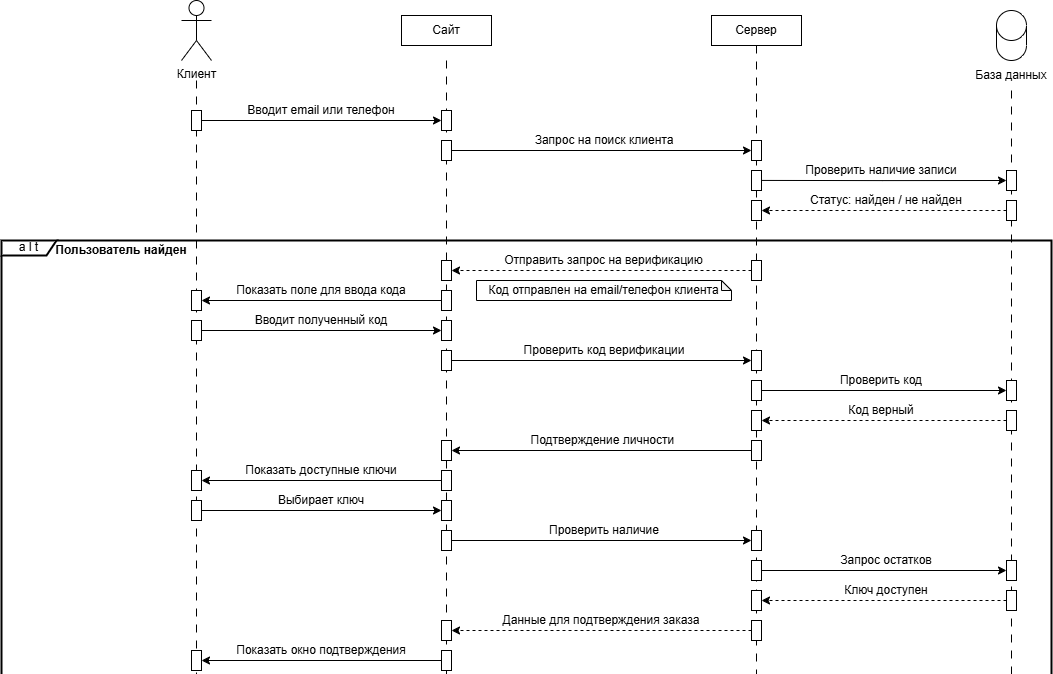 Сайт
Сервер
Клиент
База данных
Вводит email или телефон
Запрос на поиск клиента
Проверить наличие записи
Статус: найден / не найден
alt
Пользователь найден
Отправить запрос на верификацию
Код отправлен на email/телефон клиента
Показать поле для ввода кода
Вводит полученный код
Проверить код верификации
Проверить код
Код верный
Подтверждение личности
Показать доступные ключи
Выбирает ключ
Проверить наличие
Запрос остатков
Ключ доступен
Данные для подтверждения заказа
Показать окно подтверждения